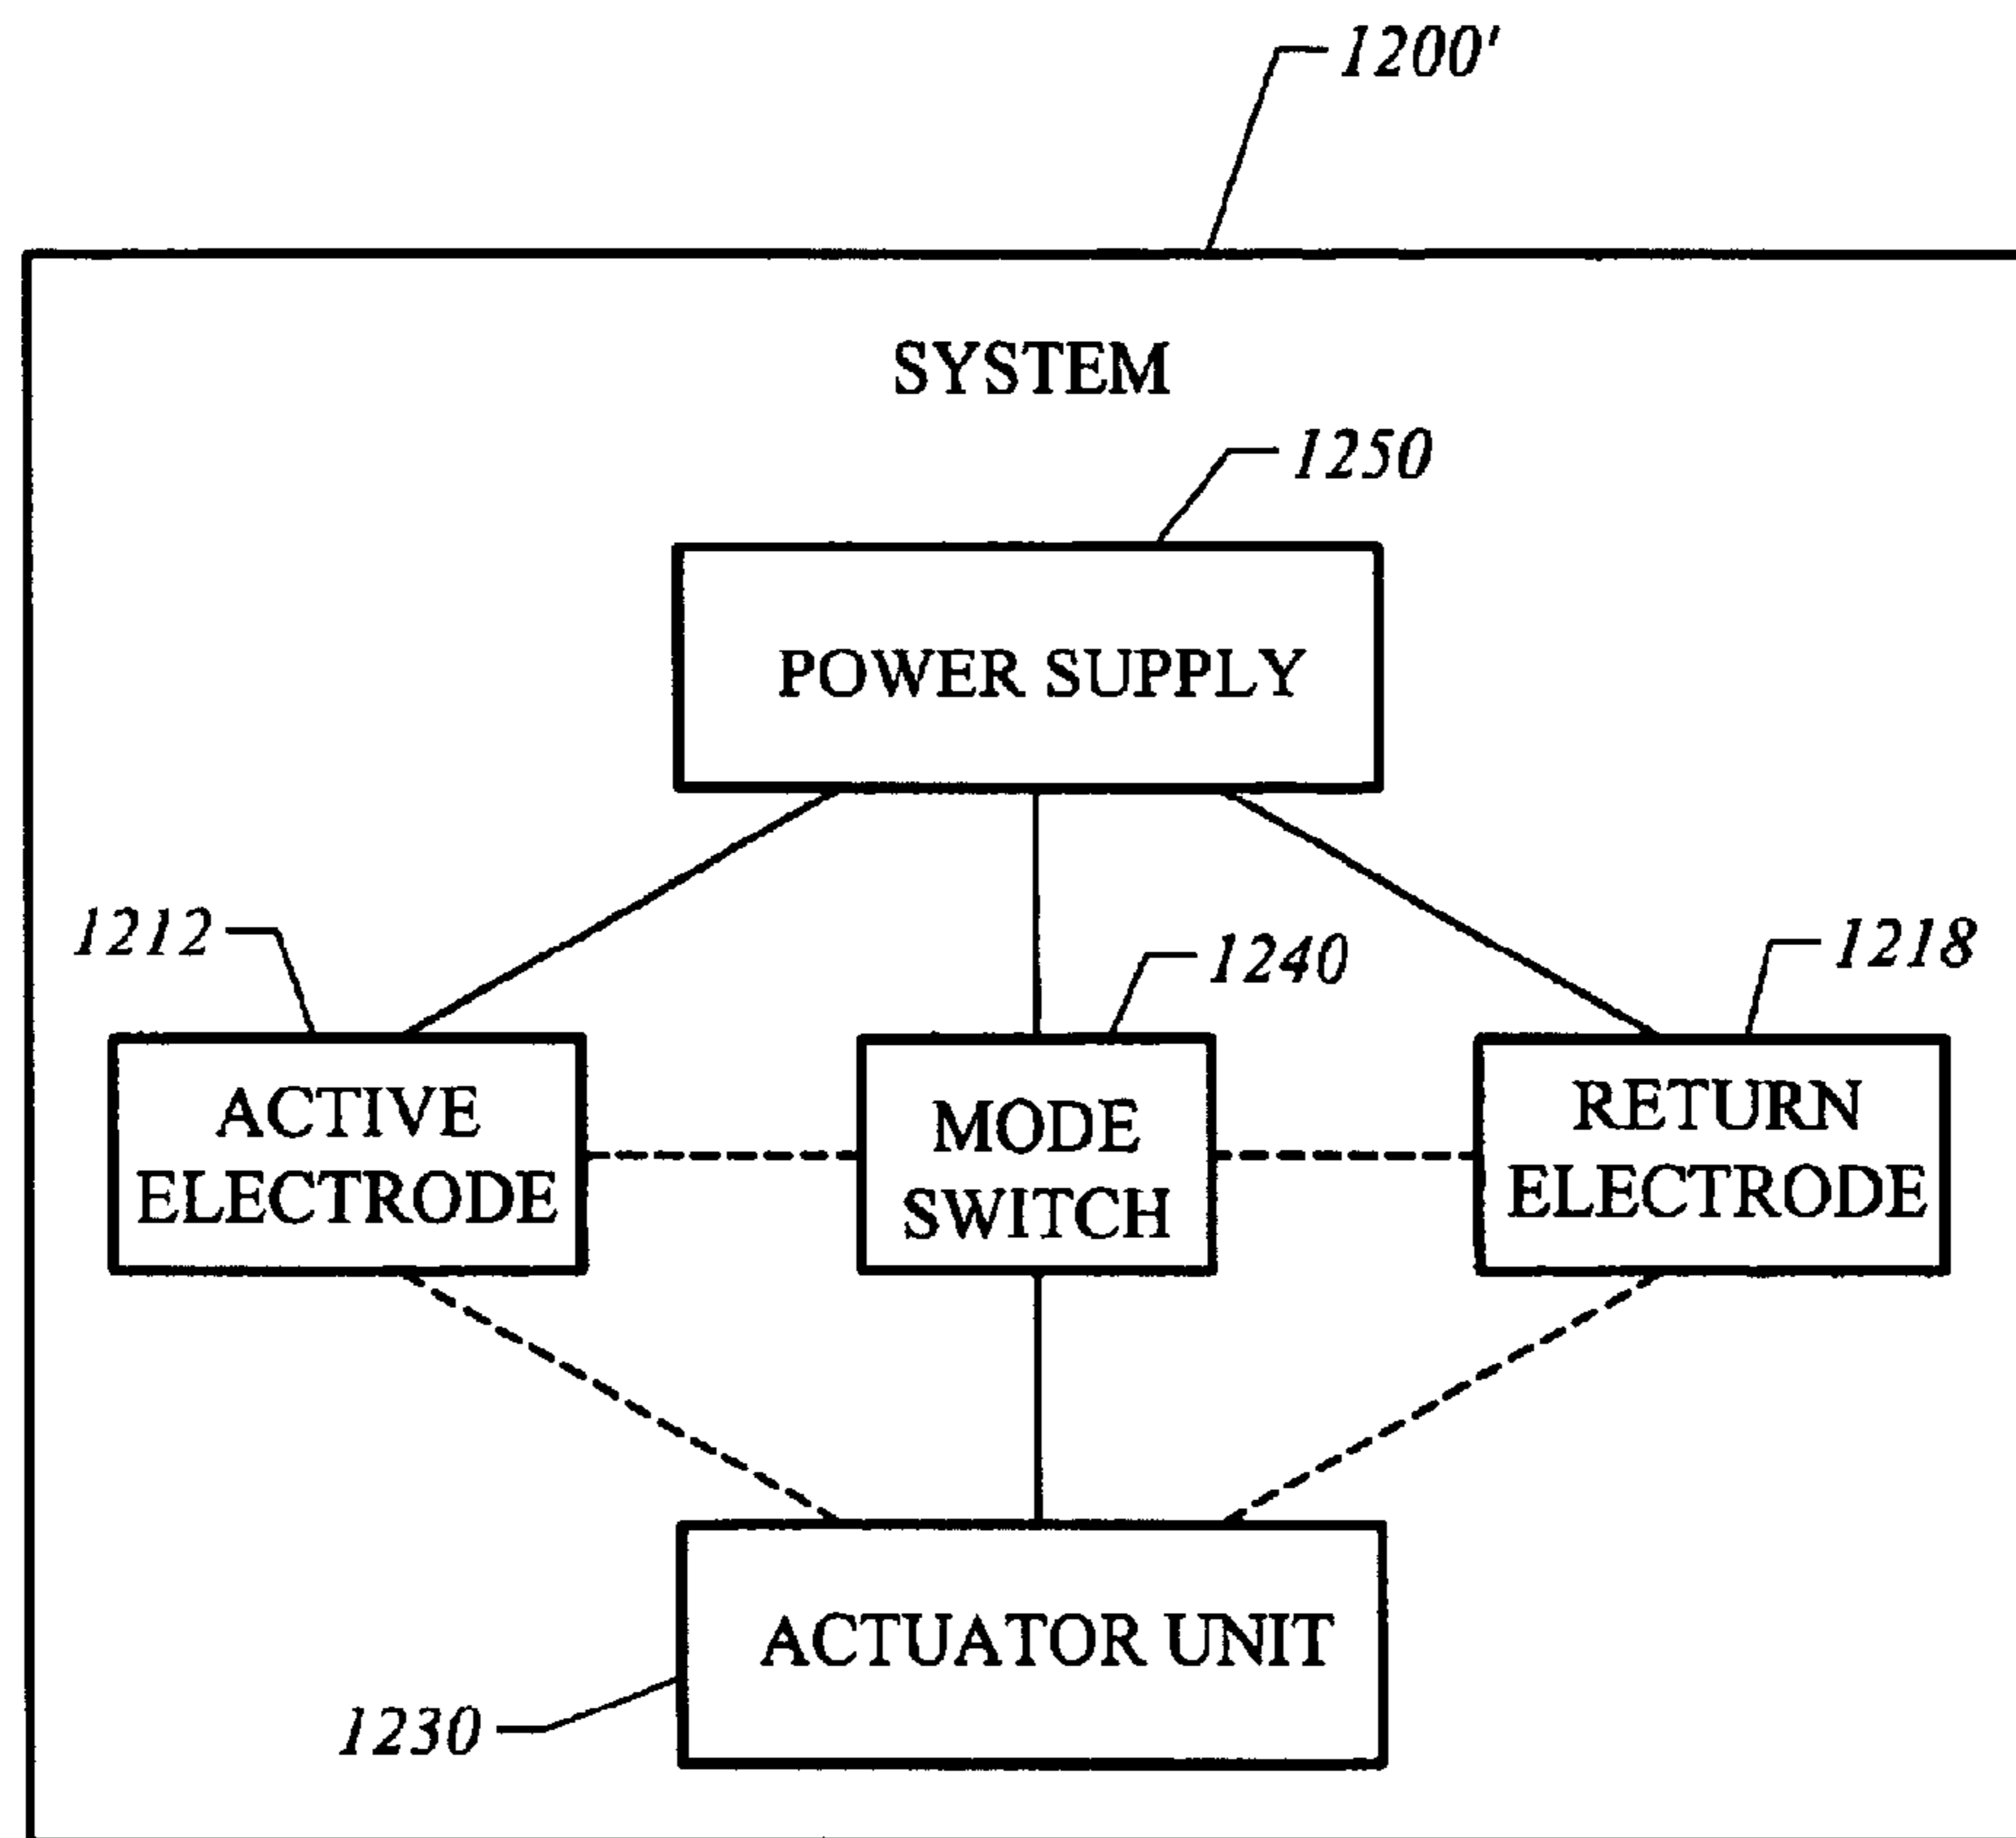 1200'
SYSTEM
1250
POWER SUPPLY
1212
1240
1218
ACTIVE
ELECTRODE
MODE
SWITCH
RETURN
ELECTRODE
ACTUATOR UNIT
1230